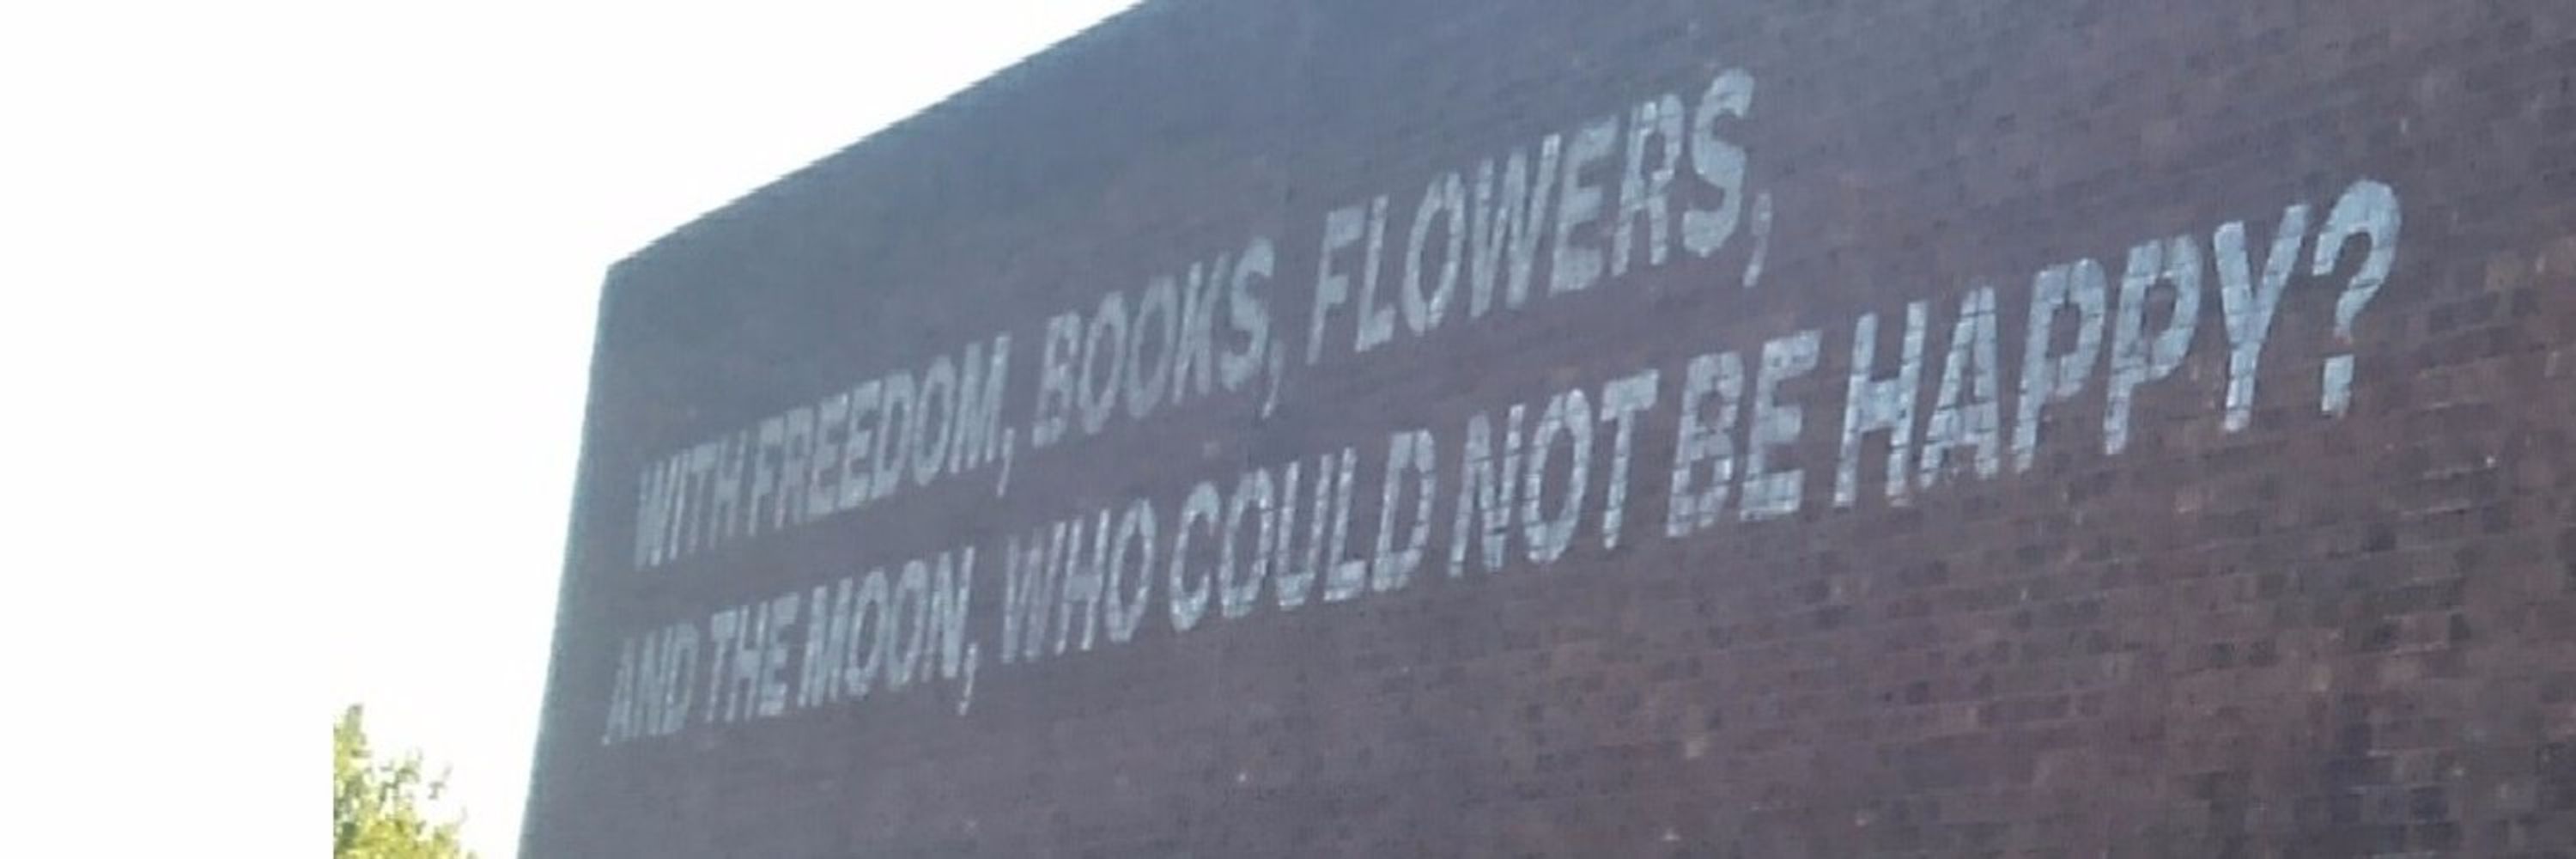 WITH FREEDOM, BOOKS, FLOWERS,
AND THE MOON, WHO COULD NOT BE HAPPY?